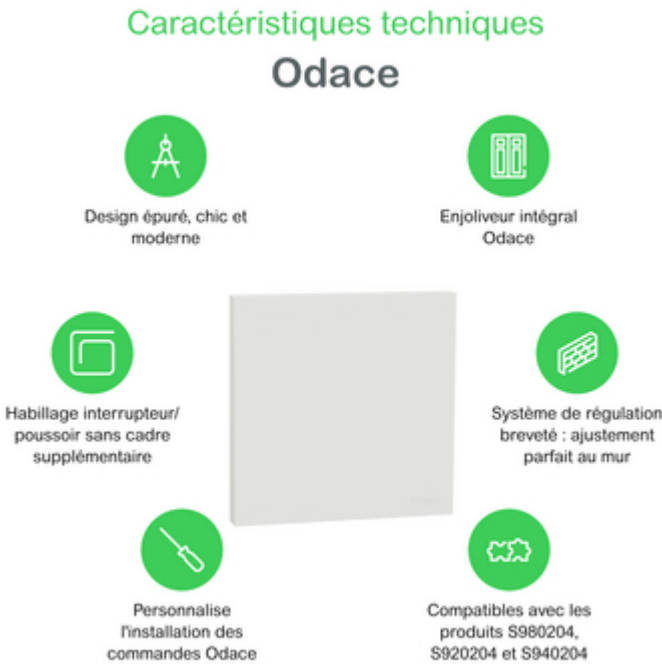 Caractéristiques techniques
Odace
Design épuré, chic et
moderne
Enjoliveur intégral
Odace
Habillage interrupteur/
poussoir sans cadre
supplémentaire
Système de régulation
breveté : ajustement
parfait au mur
Personnalise
l'installation des
commandes Odace
Compatibles avec les
produits S980204,
S920204 et S940204